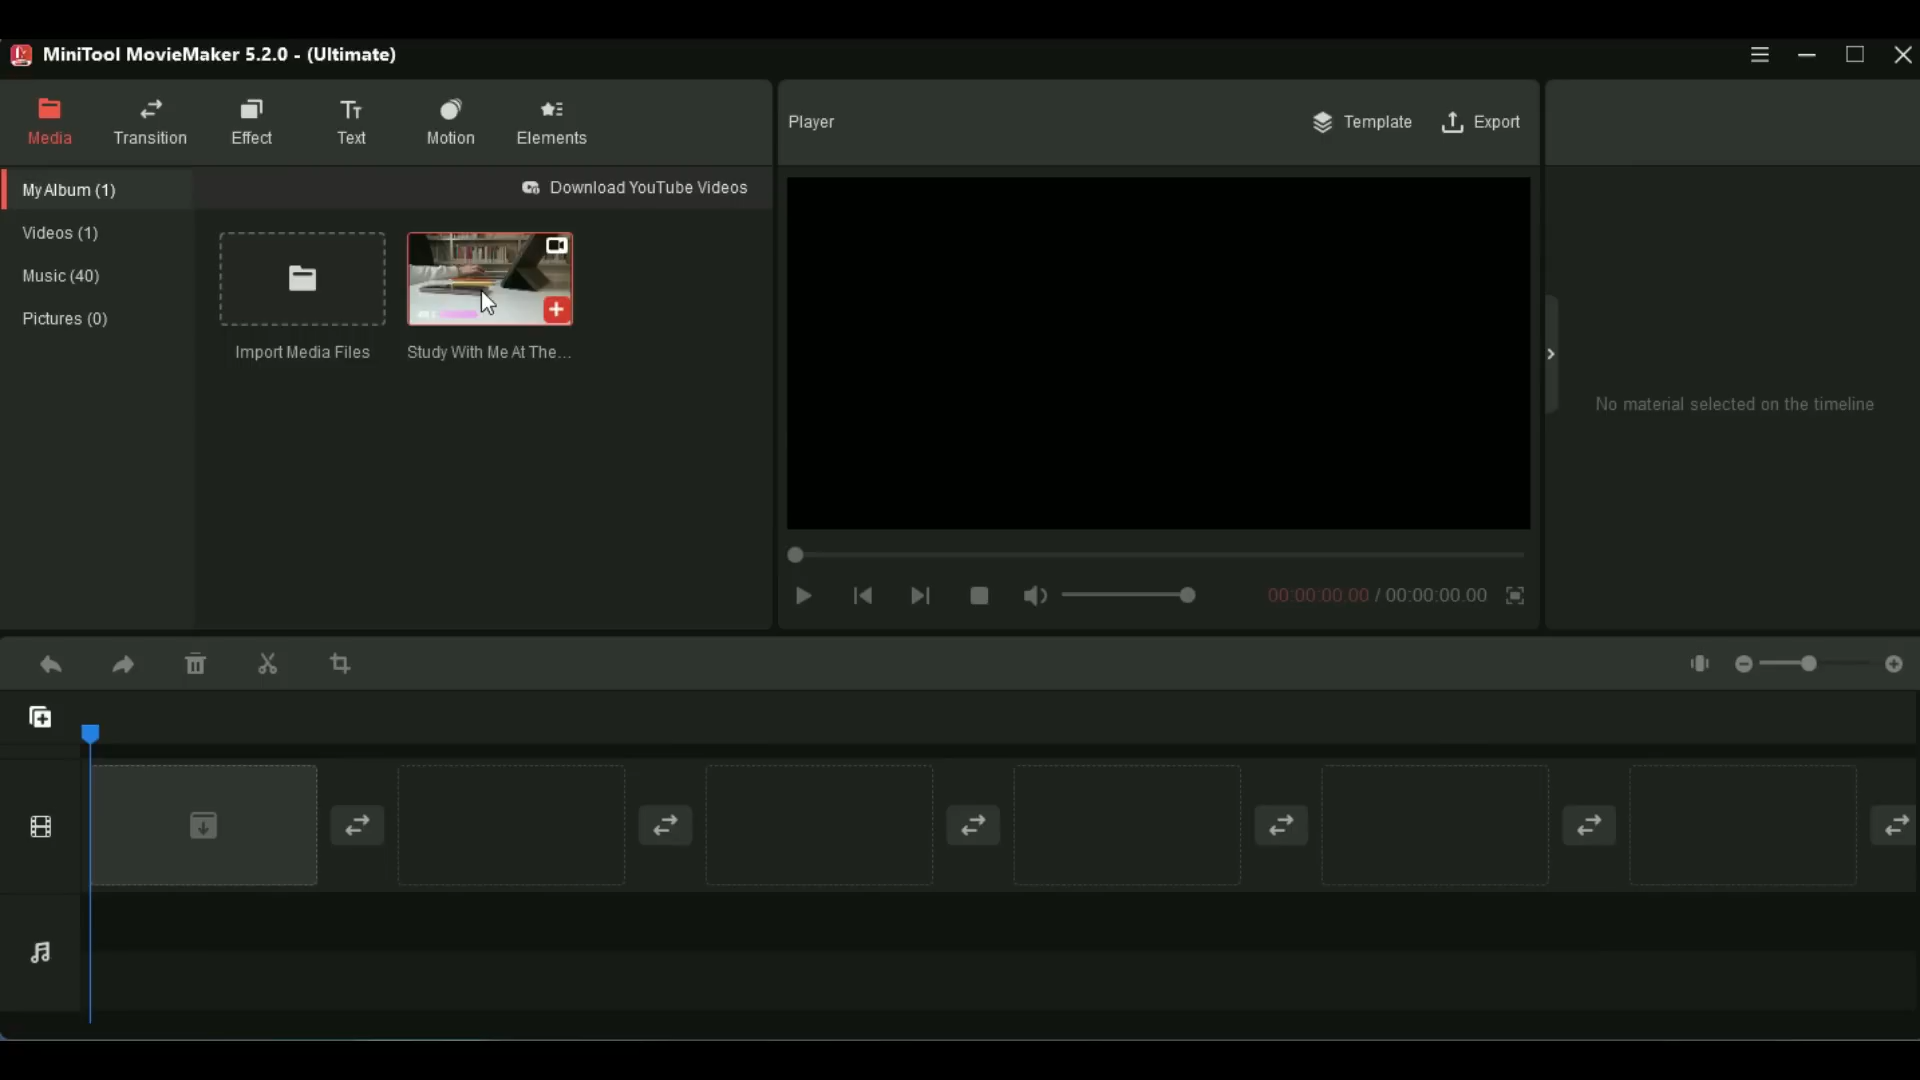 MiniTool MovieMaker 5.2.0 - (Ultimate)
Media
Transition
Effect
Text
Motion
Elements
Player
Template
Export
My Album (1)
Download YouTube Videos
Videos (1)
Music (40)
Pictures (0)
Import Media Files
Study With Me At The...
No material selected on the timeline
00:00:00.00 / 00:00:00.00